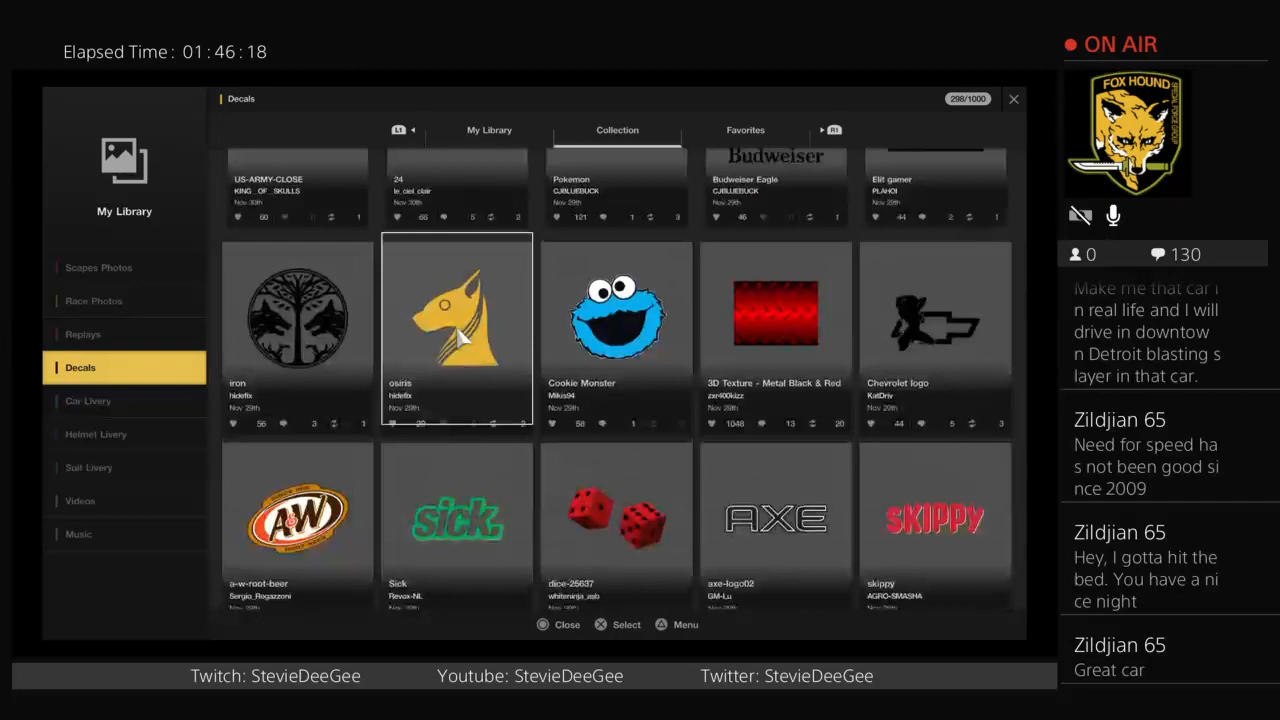 Elapsed Time: 01:46:18
ON AIR
FOX HOUND
SPECIAL FORCE GROUP
0
130
Make me that car i
n real life and I will
drive in downtow
n Detroit blasting s
layer in that car.
Zildjian 65
Need for speed ha
s not been good si
nce 2009
Zildjian 65
Hey, I gotta hit the
bed. You have a ni
ce night
Zildjian 65
Great car
My Library
Scapes Photos
Race Photos
Replays
Decals
Car Livery
Helmet Livery
Suit Livery
Videos
Music
Decals
298/1000
L1
My Library
Collection
Favorites
R1
Budweiser
US-ARMY-CLOSE
KING_OF_SKULLS
Nov 30th
60
1
24
le_ciel_clair
Nov 30th
66
5
2
Pokemon
CJBLUEBUCK
Nov 29th
121
1
3
Budweiser Eagle
CJBLUEBUCK
Nov 29th
46
1
Elit gamer
PLAHOI
Nov 29th
44
2
1
iron
hidefix
Nov 29th
56
3
1
osiris
hidefix
Nov 29th
Cookie Monster
Mikis94
Nov 29th
58
1
3D Texture - Metal Black & Red
zxr400kizz
Nov 29th
1048
13
20
Chevrolet logo
KatDriv
Nov 29th
44
5
3
A&W
a-w-root-beer
Sergio_Regazzoni
sick.
Sick
Revox-NL
dice-25637
whiteninja_usb
AXE
axe-logo02
GM-Lu
SKIPPY
skippy
AGRO-SMASHA
Close
Select
Menu
Twitch: StevieDeeGee
Youtube: StevieDeeGee
Twitter: StevieDeeGee